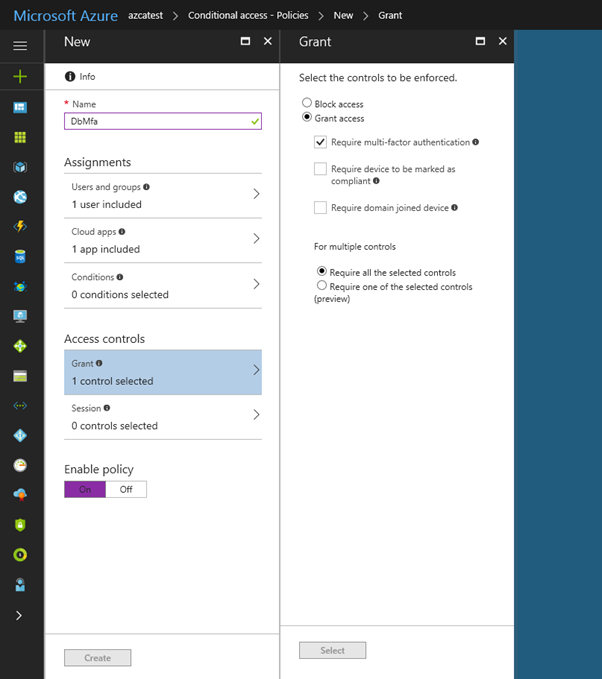 Microsoft Azure azcatest > Conditional access - Policies > New > Grant
New
Info
* Name
DbMfa
Assignments
Users and groups
1 user included
Cloud apps
1 app included
Conditions
0 conditions selected
Access controls
Grant
1 control selected
Session
0 controls selected
Enable policy
On Off
Create
Grant
Select the controls to be enforced.
Block access
Grant access
Require multi-factor authentication
Require device to be marked as
compliant
Require domain joined device
For multiple controls
Require all the selected controls
Require one of the selected controls
(preview)
Select